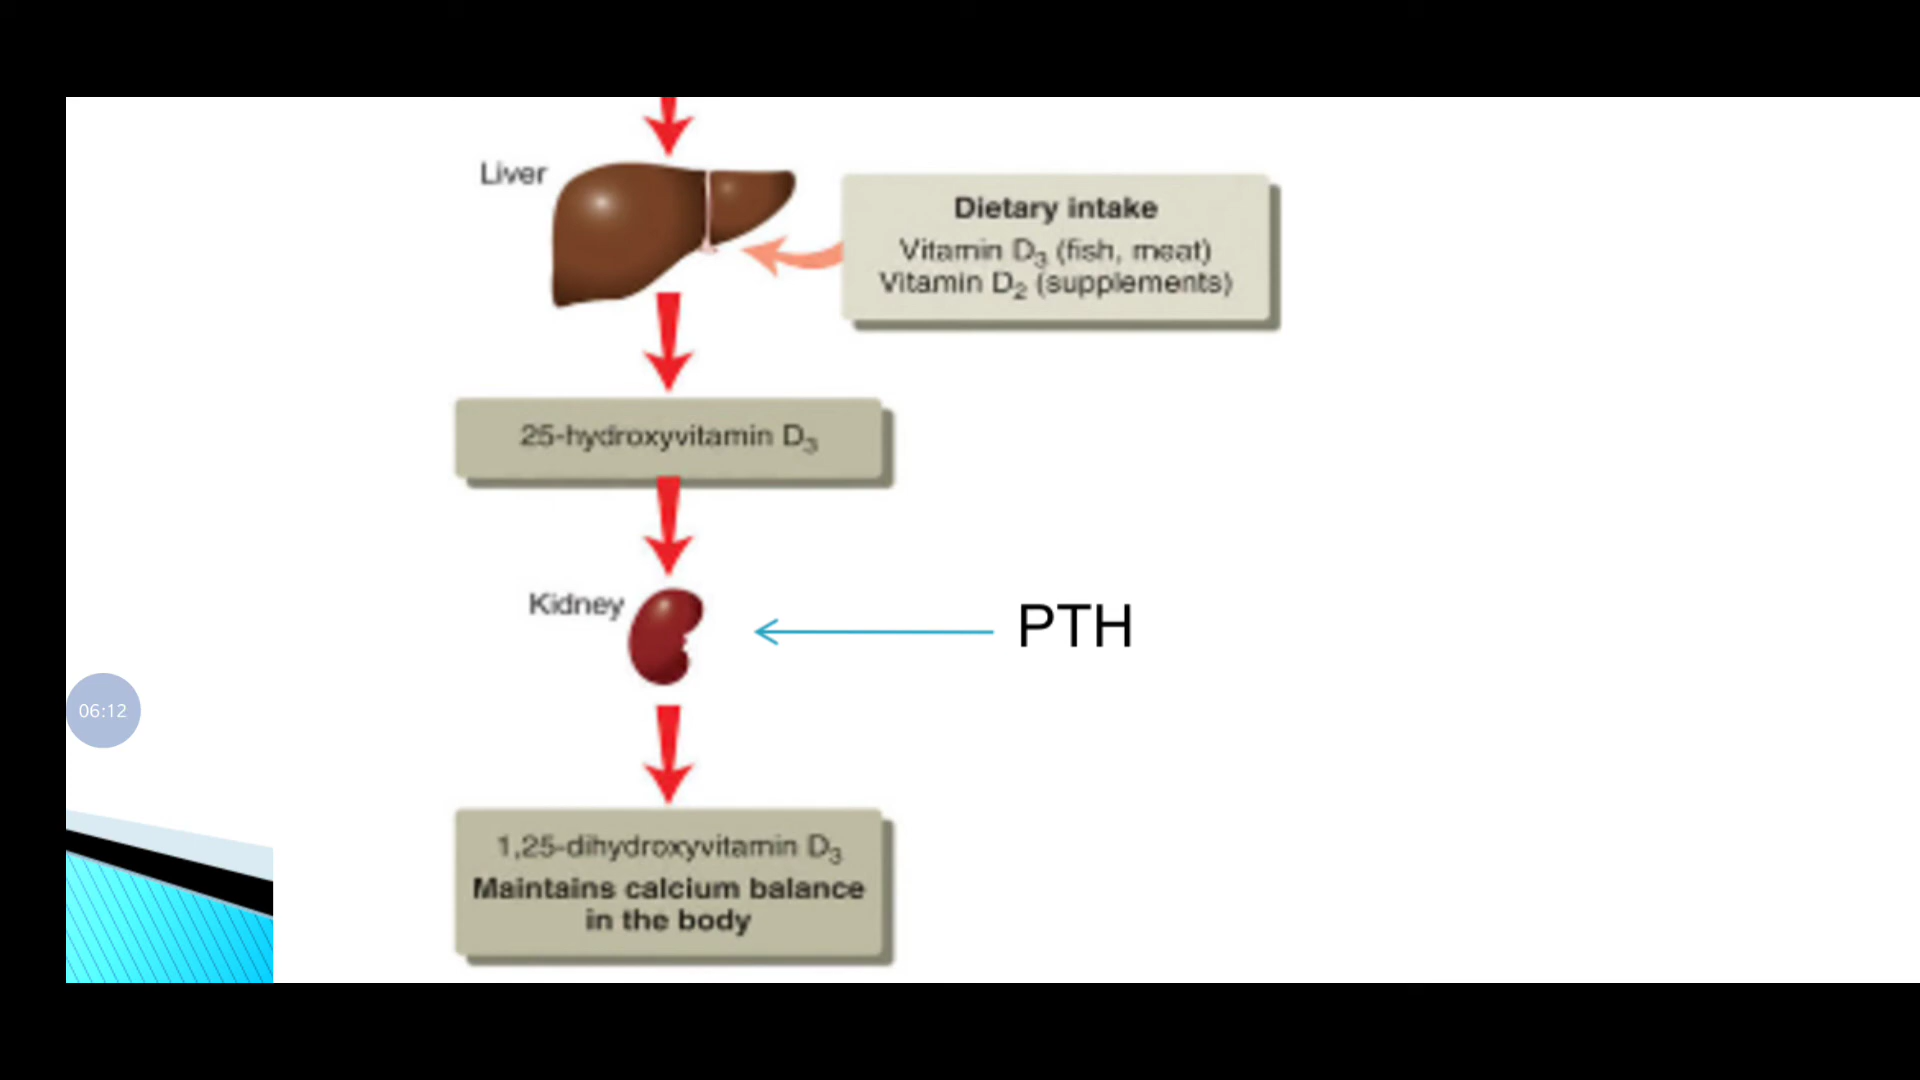 Liver
Dietary intake
Vitamin D₃ (fish, meat)
Vitamin D₂ (supplements)
25-hydroxyvitamin D₃
Kidney
PTH
06:12
1,25-dihydroxyvitamin D₃
Maintains calcium balance
in the body